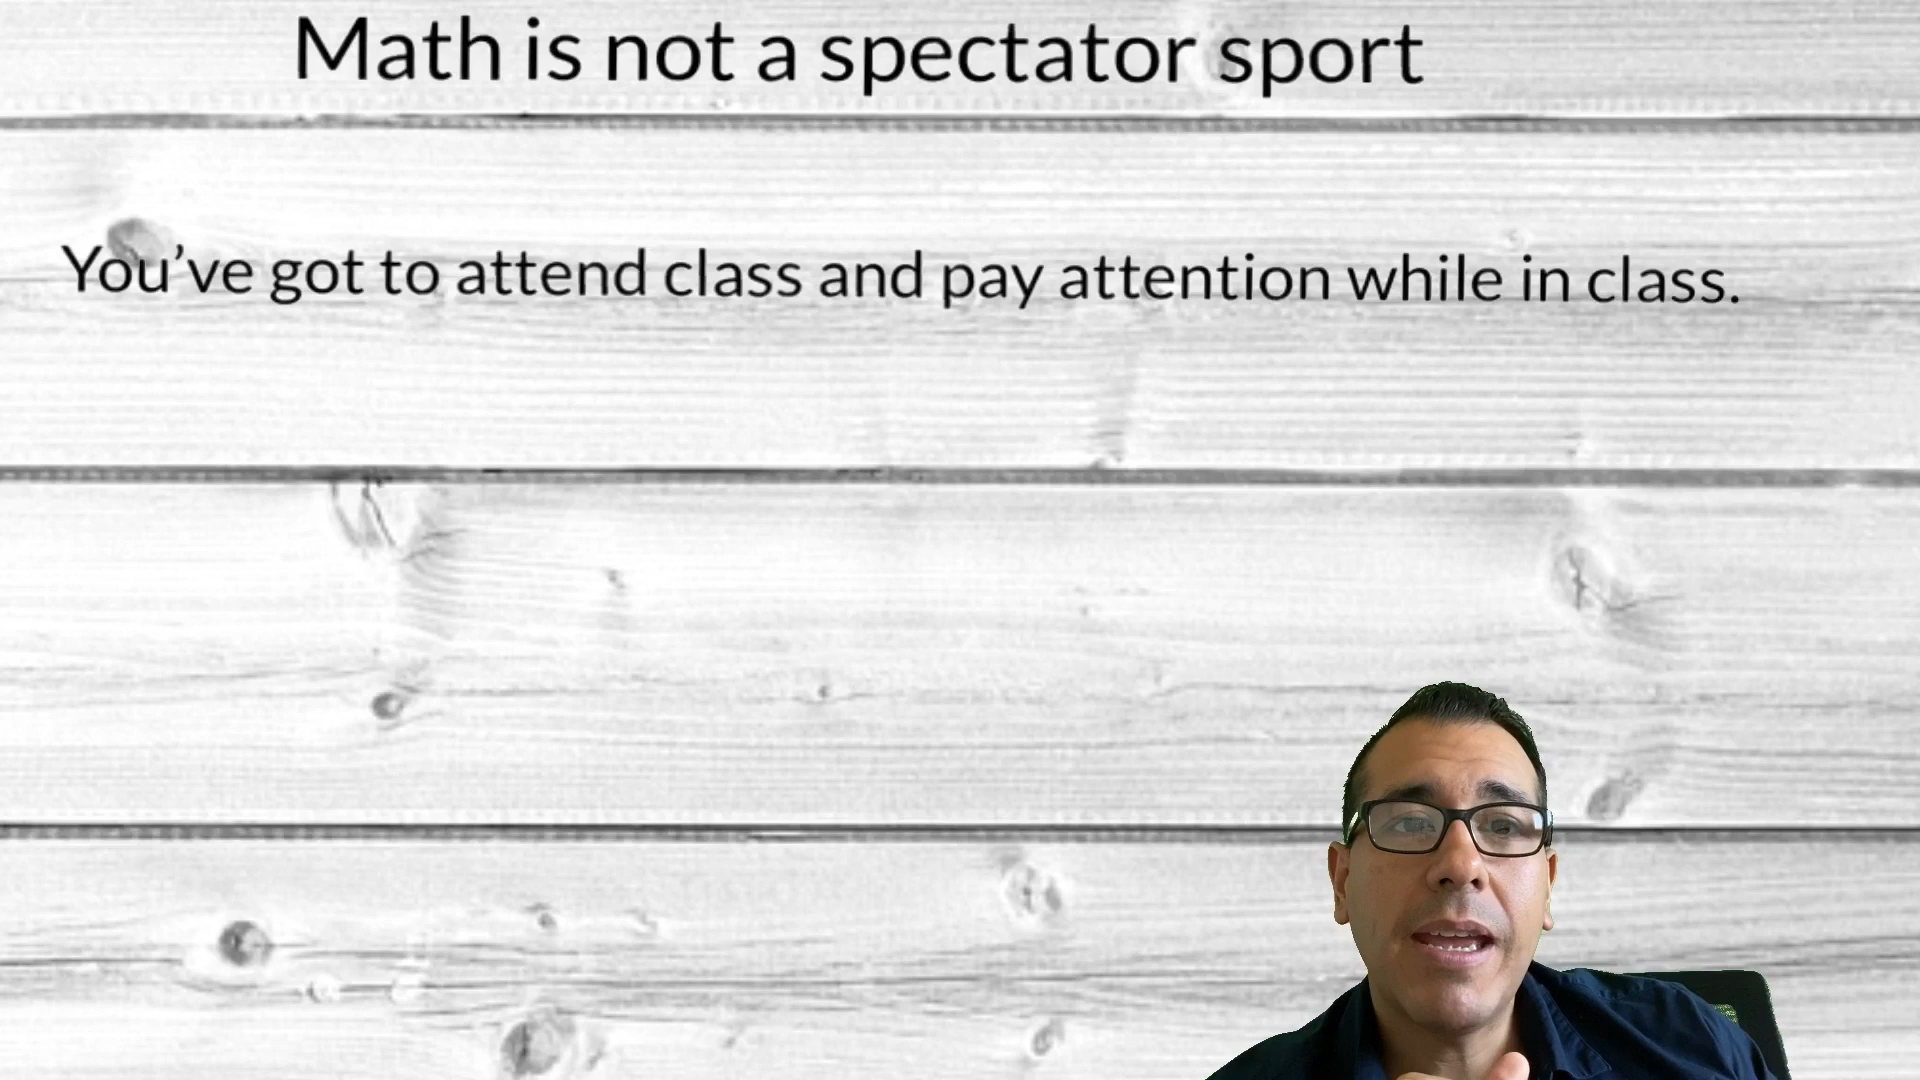 Math is not a spectator sport
You’ve got to attend class and pay attention while in class.